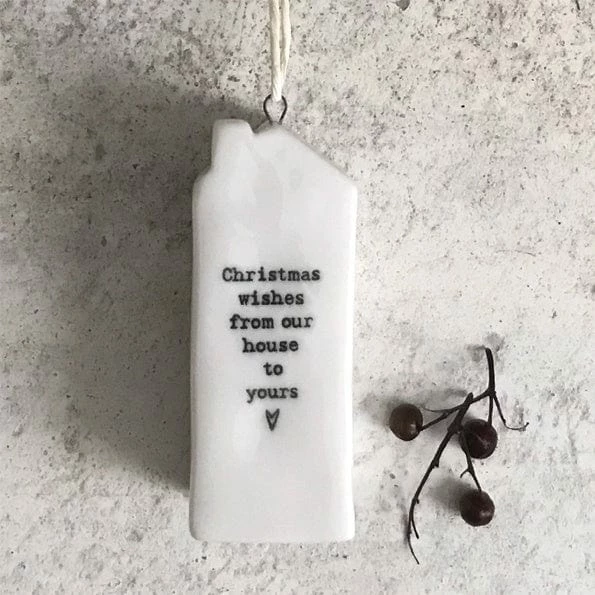 Christmas
wishes
from our
house
to
yours